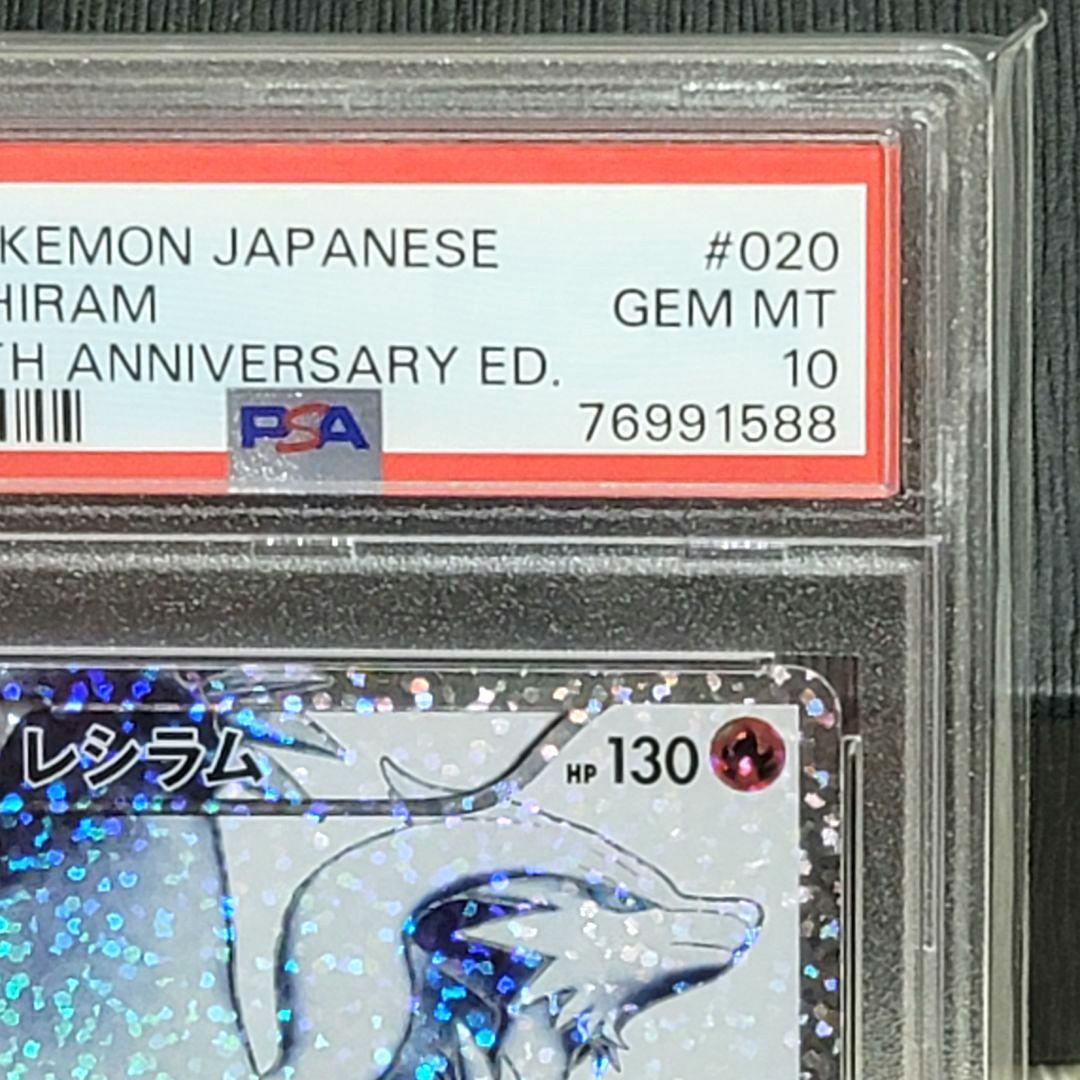 KEMON JAPANESE #020
HIRAM GEM MT
TH ANNIVERSARY ED. 10
PSA 76991588
レシラム HP 130